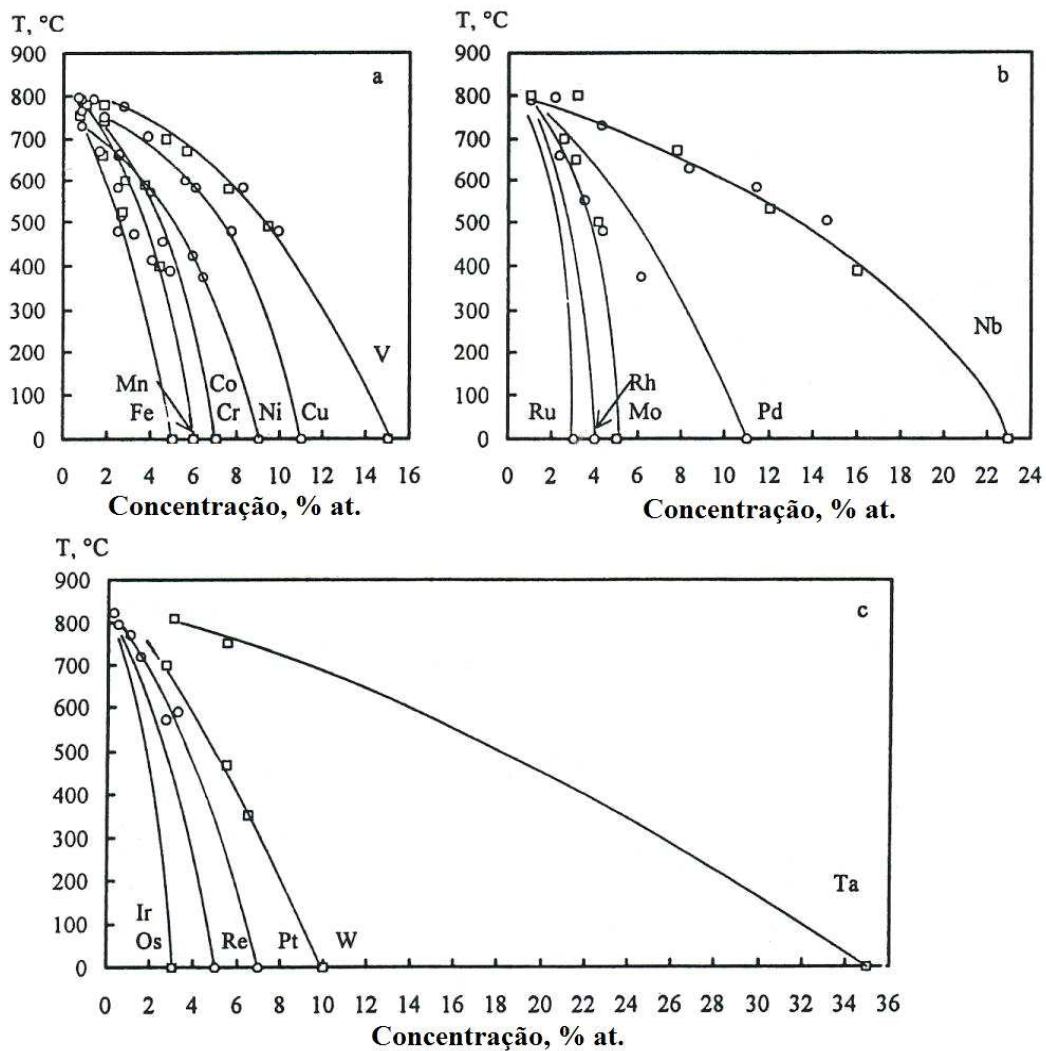 T, °C
900
a
800
700
600
500
400
300
200
V
100
Mn
Co
Fe
Cr
Ni
Cu
0
0 2 4 6 8 10 12 14 16
Concentração, % at.
T, °C
900
b
800
700
600
500
400
300
Nb
200
100
Rh
Ru
Mo
Pd
0
0 2 4 6 8 10 12 14 16 18 20 22 24
Concentração, % at.
T, °C
900
c
800
700
600
500
400
300
200
Ta
100
Ir
Os
Re
Pt
W
0
0 2 4 6 8 10 12 14 16 18 20 22 24 26 28 30 32 34 36
Concentração, % at.